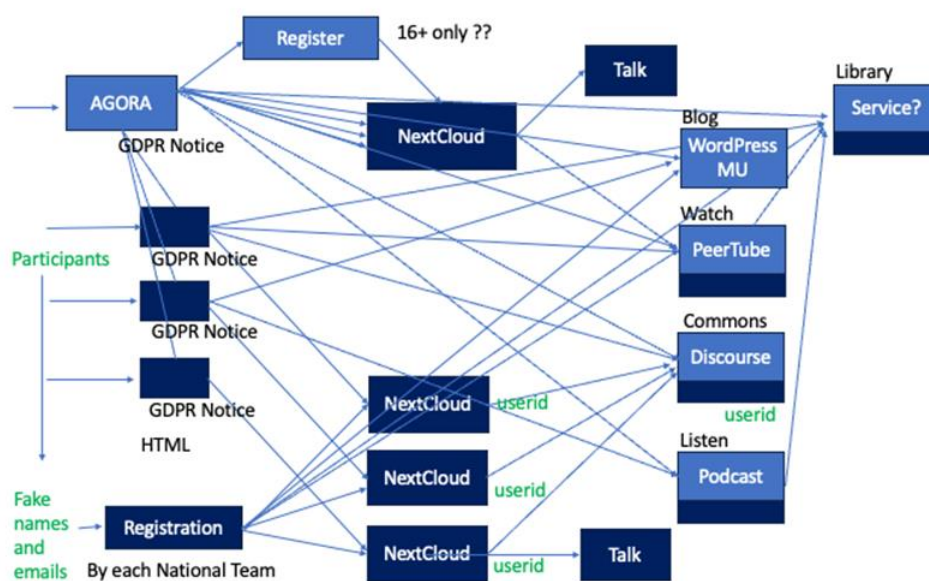 Register
16+ only ??
Talk
Library
AGORA
Service?
NextCloud
GDPR Notice
Blog
WordPress
MU
Watch
GDPR Notice
Participants
PeerTube
GDPR Notice
Commons
Discourse
GDPR Notice
NextCloud
userid
userid
HTML
Listen
NextCloud
Podcast
userid
Fake
names
and
emails
Registration
NextCloud
Talk
userid
By each National Team